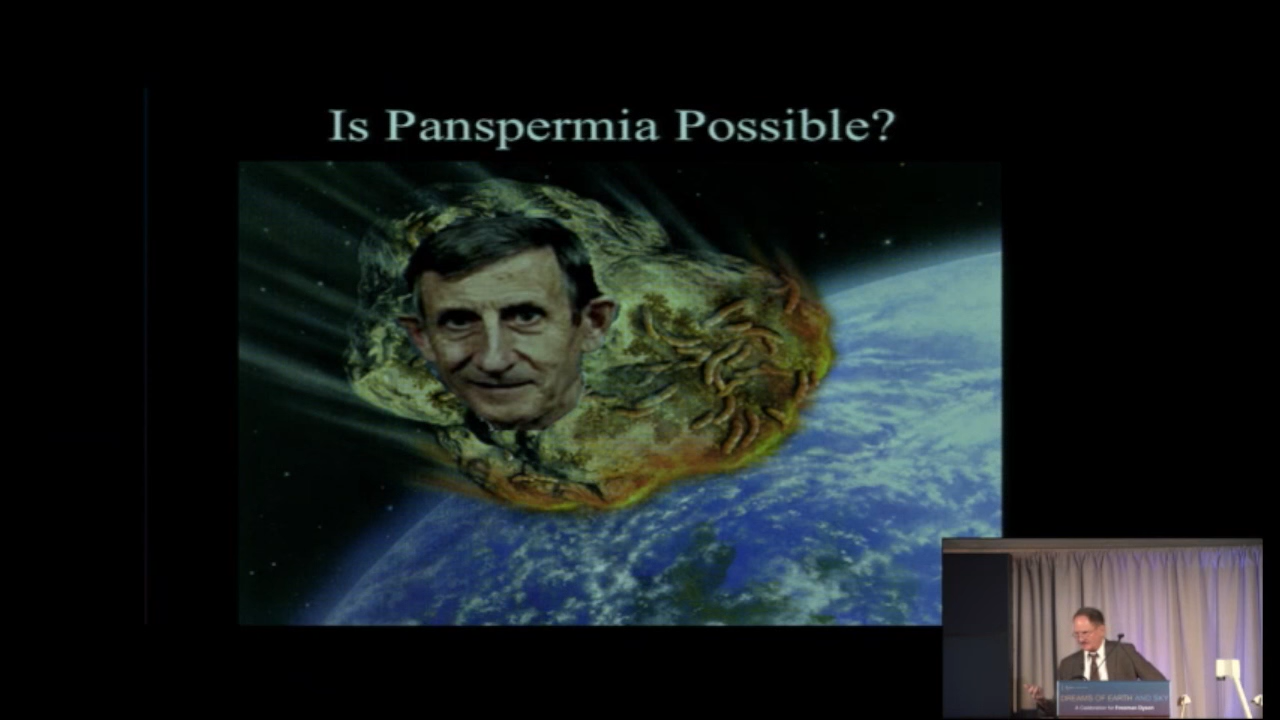 Is Panspermia Possible?
DREAMS OF EARTH AND SKY
A Celebration for Freeman Dyson